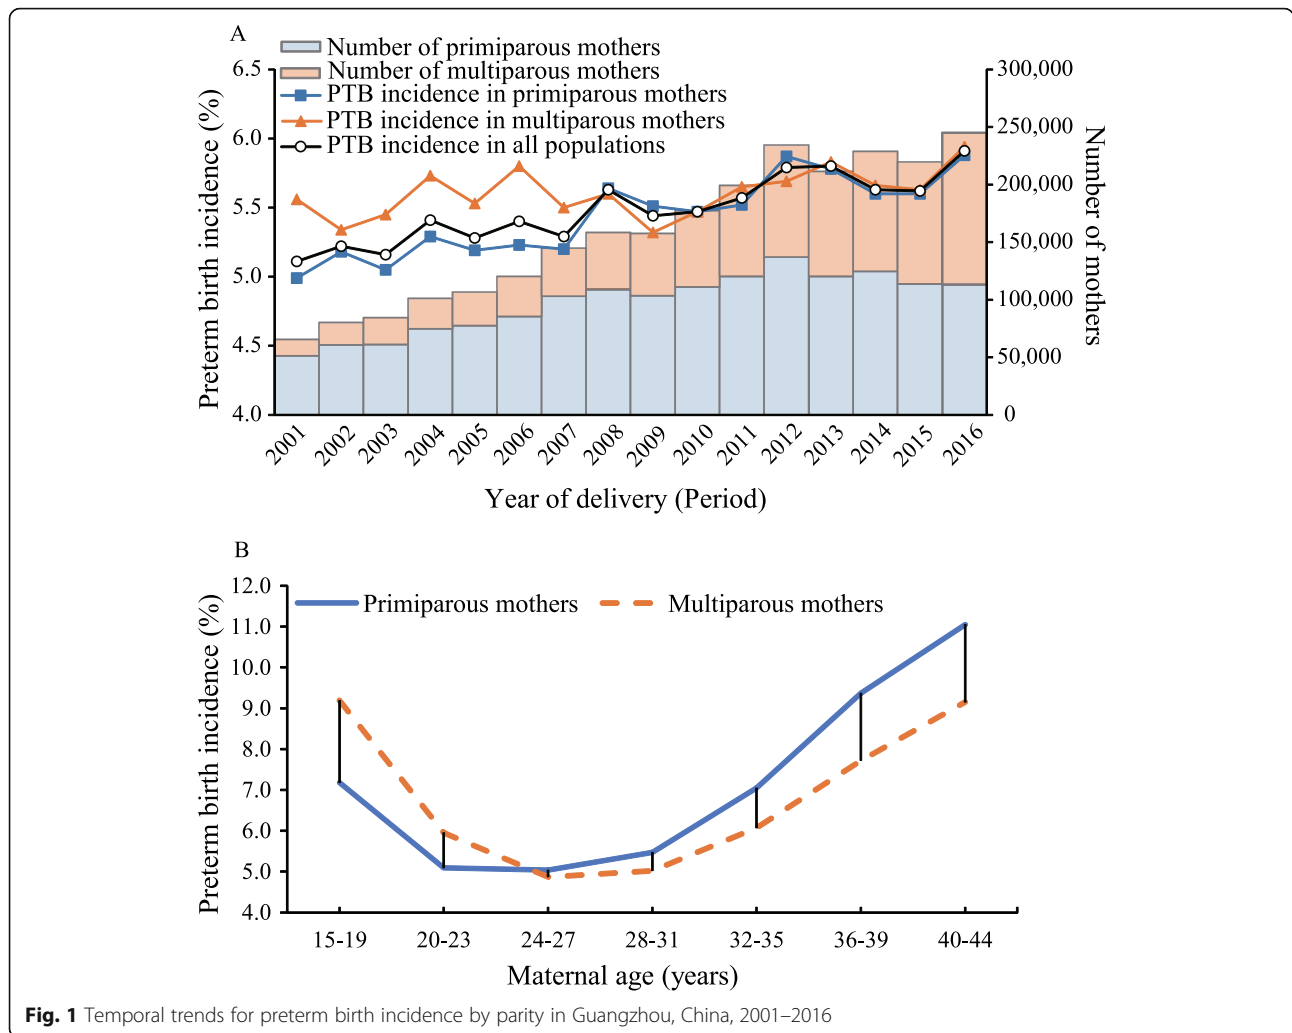 A
Number of primiparous mothers
Number of multiparous mothers
PTB incidence in primiparous mothers
PTB incidence in multiparous mothers
PTB incidence in all populations
Preterm birth incidence (%)
6.5
6.0
5.5
5.0
4.5
4.0
300,000
250,000
200,000
150,000
100,000
50,000
0
Number of mothers
2001 2002 2003 2004 2005 2006 2007 2008 2009 2010 2011 2012 2013 2014 2015 2016
Year of delivery (Period)
B
Primiparous mothers Multiparous mothers
Preterm birth incidence (%)
12.0
11.0
10.0
9.0
8.0
7.0
6.0
5.0
4.0
15-19 20-23 24-27 28-31 32-35 36-39 40-44
Maternal age (years)
Fig. 1 Temporal trends for preterm birth incidence by parity in Guangzhou, China, 2001–2016